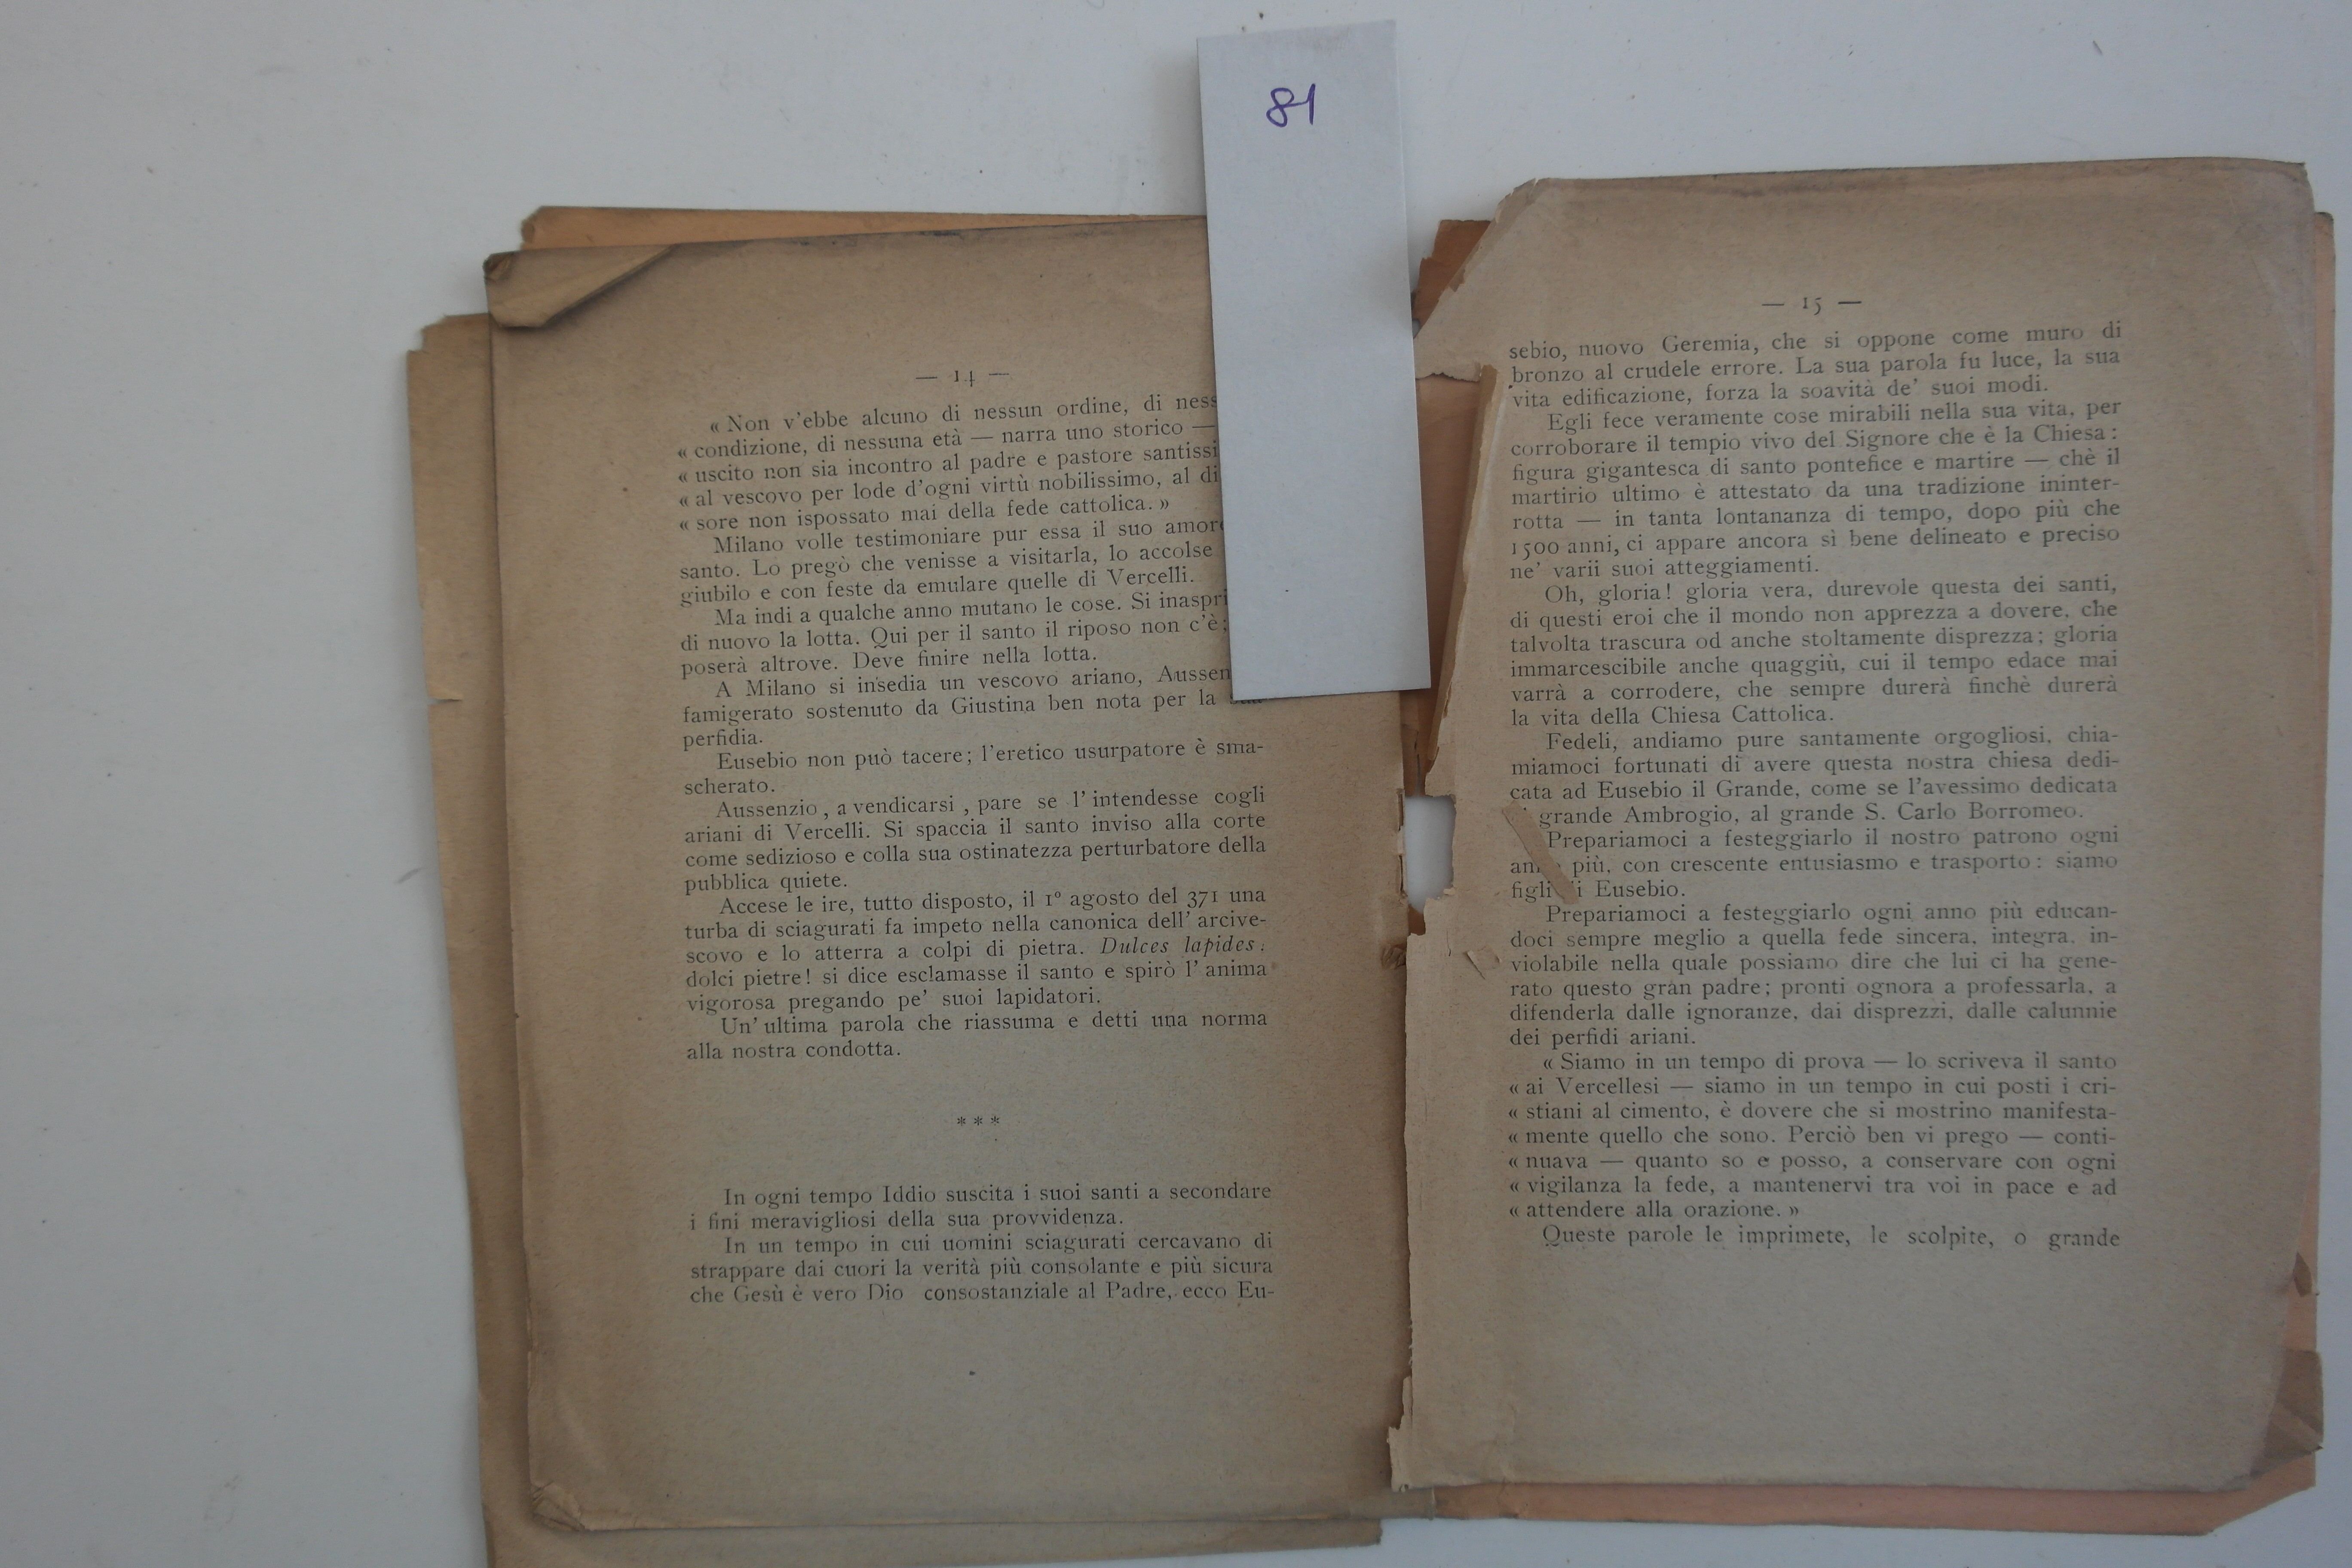 81
— 14 —
« Non v'ebbe alcuno di nessun ordine, di ness
« condizione, di nessuna età — narra uno storico —
« uscito non sia incontro al padre e pastore santissi
« al vescovo per lode d'ogni virtù nobilissimo, al di
« sore non ispossato mai della fede cattolica. »
Milano volle testimoniare pur essa il suo amore
santo. Lo pregò che venisse a visitarla, lo accolse
giubilo e con feste da emulare quelle di Vercelli.
Ma indi a qualche anno mutano le cose. Si inaspri
di nuovo la lotta. Qui per il santo il riposo non c'è;
poserà altrove. Deve finire nella lotta.
A Milano si insedia un vescovo ariano, Aussen
famigerato sostenuto da Giustina ben nota per la
perfidia.
Eusebio non può tacere; l'eretico usurpatore è sma-
scherato.
Aussenzio, a vendicarsi, pare se l'intendesse cogli
ariani di Vercelli. Si spaccia il santo inviso alla corte
come sedizioso e colla sua ostinatezza perturbatore della
pubblica quiete.
Accese le ire, tutto disposto, il 1° agosto del 371 una
turba di sciagurati fa impeto nella canonica dell'arcive-
scovo e lo atterra a colpi di pietra. Dulces lapides:
dolci pietre! si dice esclamasse il santo e spirò l'anima
vigorosa pregando pe' suoi lapidatori.
Un'ultima parola che riassuma e detti una norma
alla nostra condotta.
* * *
In ogni tempo Iddio suscita i suoi santi a secondare
i fini meravigliosi della sua provvidenza.
In un tempo in cui uomini sciagurati cercavano di
strappare dai cuori la verità più consolante e più sicura
che Gesù è vero Dio consostanziale al Padre, ecco Eu-
— 15 —
sebio, nuovo Geremia, che si oppone come muro di
bronzo al crudele errore. La sua parola fu luce, la sua
vita edificazione, forza la soavità de' suoi modi.
Egli fece veramente cose mirabili nella sua vita, per
corroborare il tempio vivo del Signore che è la Chiesa:
figura gigantesca di santo pontefice e martire — chè il
martirio ultimo è attestato da una tradizione ininter-
rotta — in tanta lontananza di tempo, dopo più che
1500 anni, ci appare ancora sì bene delineato e preciso
ne' varii suoi atteggiamenti.
Oh, gloria! gloria vera, durevole questa dei santi,
di questi eroi che il mondo non apprezza a dovere, che
talvolta trascura od anche stoltamente disprezza; gloria
immarcescibile anche quaggiù, cui il tempo edace mai
varrà a corrodere, che sempre durerà finchè durerà
la vita della Chiesa Cattolica.
Fedeli, andiamo pure santamente orgogliosi, chia-
miamoci fortunati di avere questa nostra chiesa dedi-
cata ad Eusebio il Grande, come se l'avessimo dedicata
grande Ambrogio, al grande S. Carlo Borromeo.
Prepariamoci a festeggiarlo il nostro patrono ogni
più, con crescente entusiasmo e trasporto: siamo
figli Eusebio.
Prepariamoci a festeggiarlo ogni anno più educan-
doci sempre meglio a quella fede sincera, integra, in-
violabile nella quale possiamo dire che lui ci ha gene-
rato questo gran padre; pronti ognora a professarla, a
difenderla dalle ignoranze, dai disprezzi, dalle calunnie
dei perfidi ariani.
« Siamo in un tempo di prova — lo scriveva il santo
« ai Vercellesi — siamo in un tempo in cui posti i cri-
« stiani al cimento, è dovere che si mostrino manifesta-
« mente quello che sono. Perciò ben vi prego — conti-
« nuava — quanto so e posso, a conservare con ogni
« vigilanza la fede, a mantenervi tra voi in pace e ad
« attendere alla orazione. »
Queste parole le imprimete, le scolpite, o grande